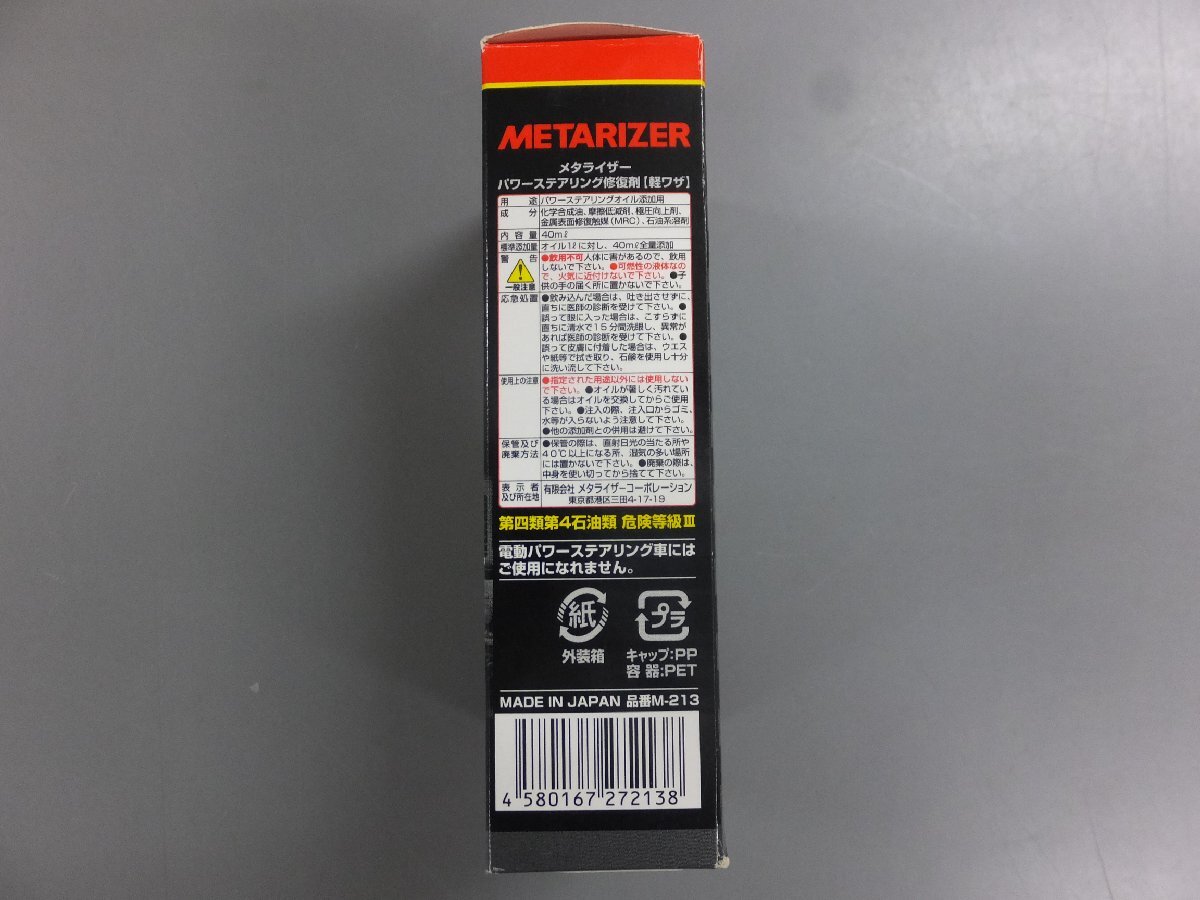 METARIZER
メタライザー
パワーステアリング修復剤【軽ワザ】
用途 パワーステアリングオイル添加用
成分 化学合成油、摩擦低減剤、極圧向上剤、
金属表面修復触媒(MRC)、石油系溶剤
内容量 40mℓ
標準添加量 オイル1ℓに対し、40mℓ全量添加
警告 ●飲用不可人体に害があるので、飲用
しないで下さい。●可燃性の液体なの
で、火気に近付けないで下さい。●子
供の手の届く所に置かないで下さい。
一般注意
応急処置 ●飲み込んだ場合は、吐き出させずに、
直ちに医師の診断を受けて下さい。●
誤って眼に入った場合は、こすらずに
直ちに清水で15分間洗眼し、異常が
あれば医師の診断を受けて下さい。●
誤って皮膚に付着した場合は、ウエス
や紙等で拭き取り、石鹸を使用し十分
に洗い流して下さい。
使用上の注意 ●指定された用途以外には使用しない
で下さい。●オイルが著しく汚れてい
る場合はオイルを交換してからご使用
下さい。●注入の際、注入口からゴミ、
水等が入らないよう注意して下さい。
●他の添加剤との併用は避けて下さい。
保管及び ●保管の際は、直射日光の当たる所や
廃棄方法 40℃以上になる所、湿気の多い場所
には置かないで下さい。●廃棄の際は、
中身を使い切ってから捨てて下さい。
表示者 有限会社 メタライザーコーポレーション
及び所在地 東京都港区三田4-17-19
第四類第4石油類 危険等級Ⅲ
電動パワーステアリング車には
ご使用になれません。
紙 プラ
外装箱 キャップ:PP
容器:PET
MADE IN JAPAN 品番M-213
4 580167 272138